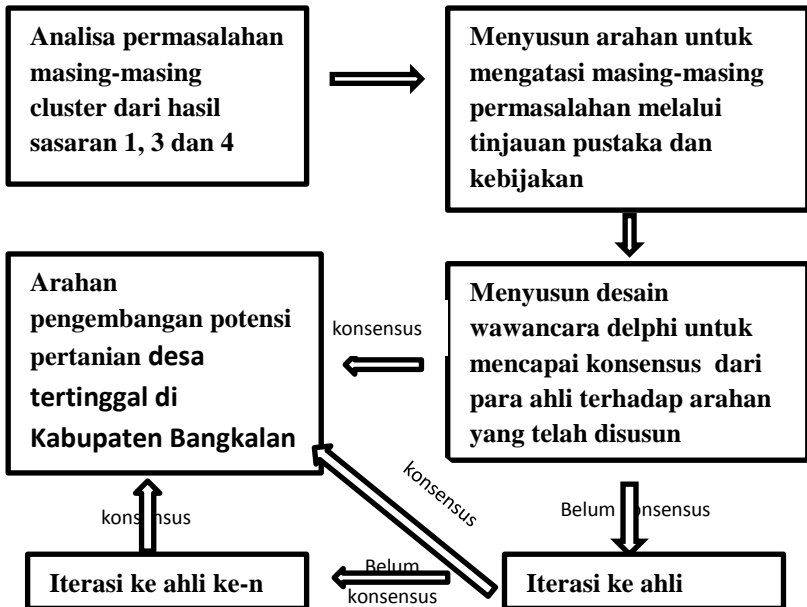 Analisa permasalahan
masing-masing
cluster dari hasil
sasaran 1, 3 dan 4
Menyusun arahan untuk
mengatasi masing-masing
permasalahan melalui
tinjauan pustaka dan
kebijakan
Arahan
pengembangan potensi
pertanian desa
tertinggal di
Kabupaten Bangkalan
konsensus
Menyusun desain
wawancara delphi untuk
mencapai konsensus dari
para ahli terhadap arahan
yang telah disusun
konsensus
konsensus
Belum konsensus
Iterasi ke ahli ke-n
Belum
konsensus
Iterasi ke ahli